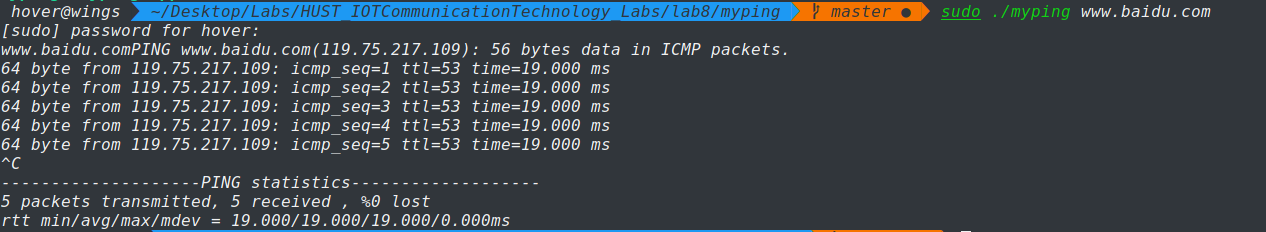 hover@wings ~/Desktop/Labs/HUST_IOTCommunicationTechnology_Labs/lab8/myping master ● sudo ./myping www.baidu.com
[sudo] password for hover:
www.baidu.comPING www.baidu.com(119.75.217.109): 56 bytes data in ICMP packets.
64 byte from 119.75.217.109: icmp_seq=1 ttl=53 time=19.000 ms
64 byte from 119.75.217.109: icmp_seq=2 ttl=53 time=19.000 ms
64 byte from 119.75.217.109: icmp_seq=3 ttl=53 time=19.000 ms
64 byte from 119.75.217.109: icmp_seq=4 ttl=53 time=19.000 ms
64 byte from 119.75.217.109: icmp_seq=5 ttl=53 time=19.000 ms
^C
--------------------PING statistics-------------------
5 packets transmitted, 5 received , %0 lost
rtt min/avg/max/mdev = 19.000/19.000/19.000/0.000ms